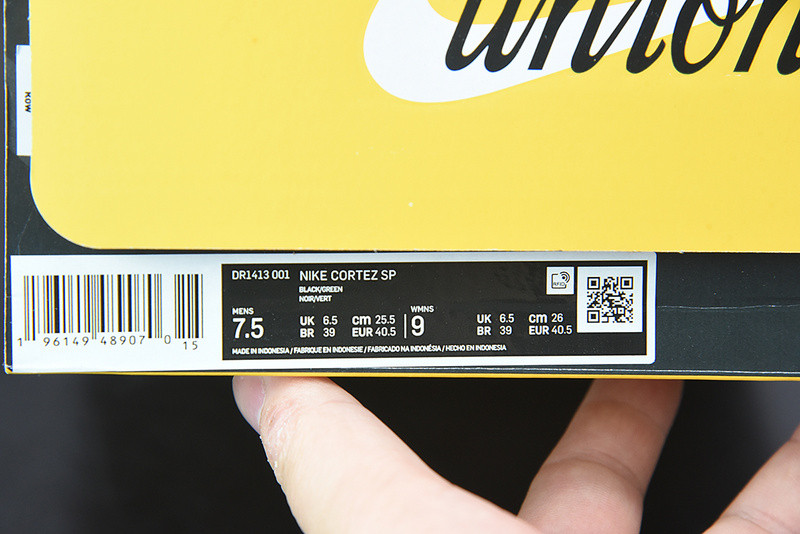 union
KOW
DR1413 001 NIKE CORTEZ SP
BLACK/GREEN
NOIR/VERT
MENS
7.5
UK 6.5 cm 25.5
BR 39 EUR 40.5
WMNS
9
UK 6.5 cm 26
BR 39 EUR 40.5
MADE IN INDONESIA / FABRIQUE EN INDONESIE / FABRICADO NA INDONÉSIA / HECHO EN INDONESIA
RFID
1 96149 48907 0 15